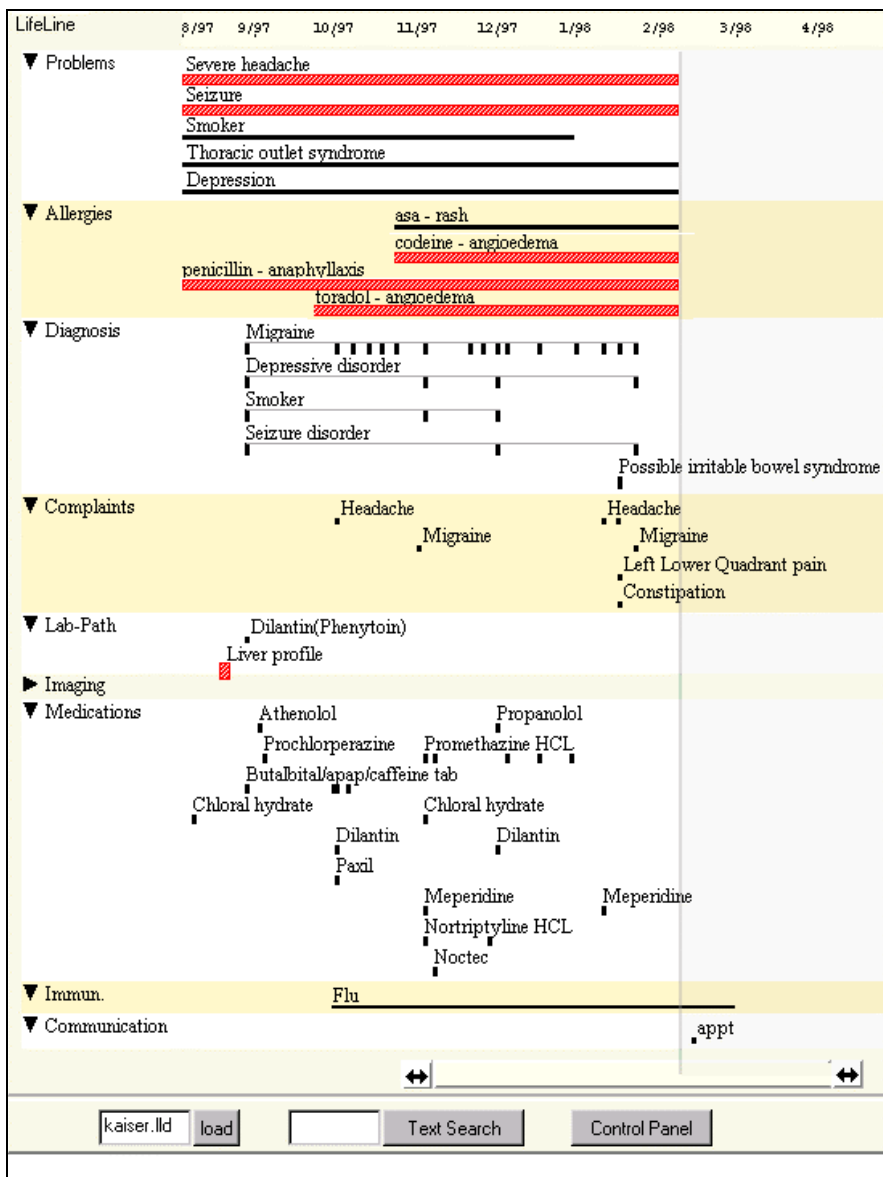 LifeLine 8/97 9/97 10/97 11/97 12/97 1/98 2/98 3/98 4/98
Problems Severe headache
Seizure
Smoker
Thoracic outlet syndrome
Depression
Allergies asa - rash
codeine - angioedema
penicillin - anaphyllaxis
toradol - angioedema
Diagnosis Migraine
Depressive disorder
Smoker
Seizure disorder
Possible irritable bowel syndrome
Complaints Headache Headache
Migraine Migraine
Left Lower Quadrant pain
Constipation
Lab-Path Dilantin(Phenytoin)
Liver profile
Imaging
Medications Athenolol Propanolol
Prochlorperazine Promethazine HCL
Butalbital/apap/caffeine tab
Chloral hydrate Chloral hydrate
Dilantin Dilantin
Paxil
Meperidine Meperidine
Nortriptyline HCL
Noctec
Immun. Flu
Communication appt
kaiser.lld load Text Search Control Panel